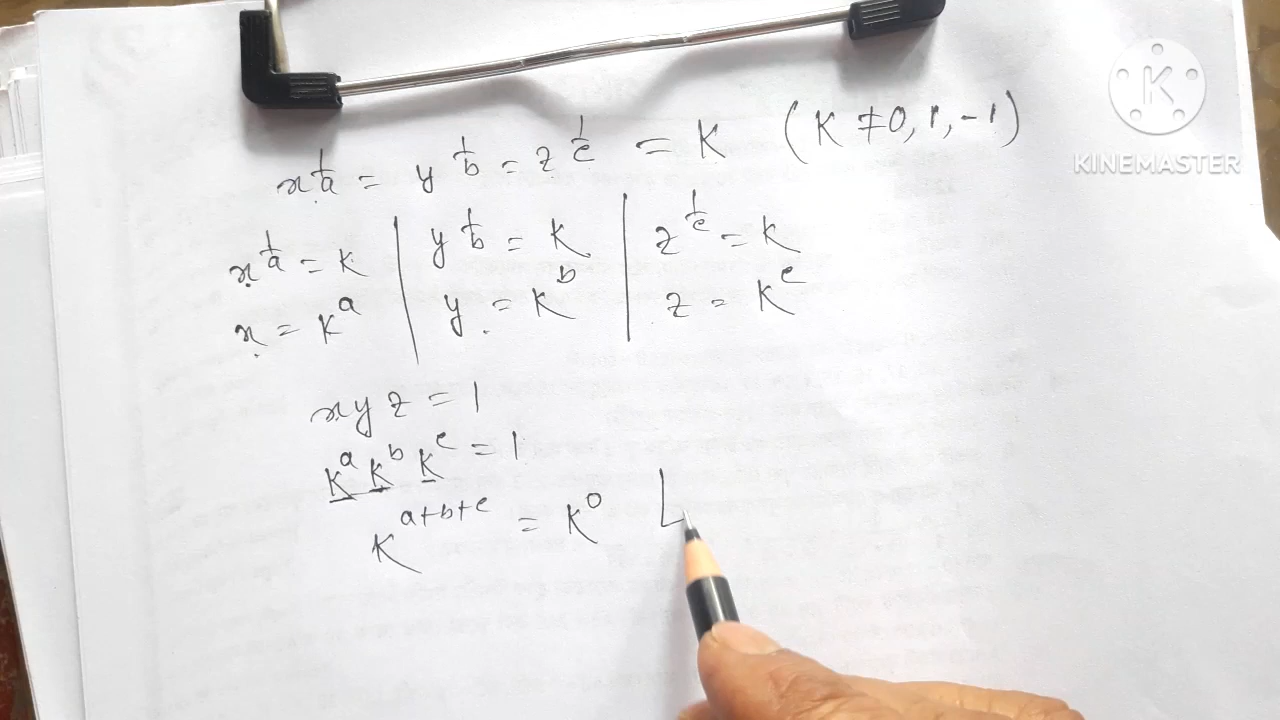 K
KINEMASTER
x^{1/a} = y^{1/b} = z^{1/c} = K (K ≠ 0, 1, -1)
x^{1/a} = K | y^{1/b} = K | z^{1/c} = K
x = K^a | y = K^b | z = K^c
xyz = 1
K^a K^b K^c = 1
K^{a+b+c} = K^0 [